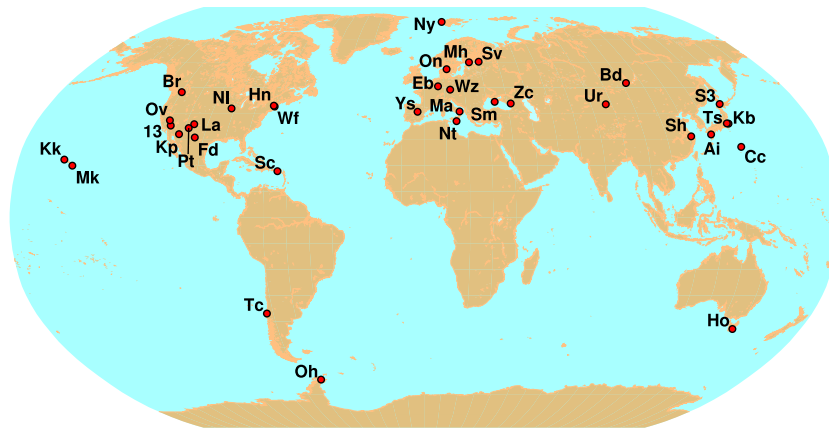 Ny
Mh
Sv
On
Br
Eb
Wz
Bd
Nl
Hn
Zc
Ur
S3
Ov
Wf
Ys
Ma
Sm
Ts
Kb
13
La
Nt
Sh
Kk
Kp
Fd
Ai
Cc
Mk
Pt
Sc
Tc
Ho
Oh